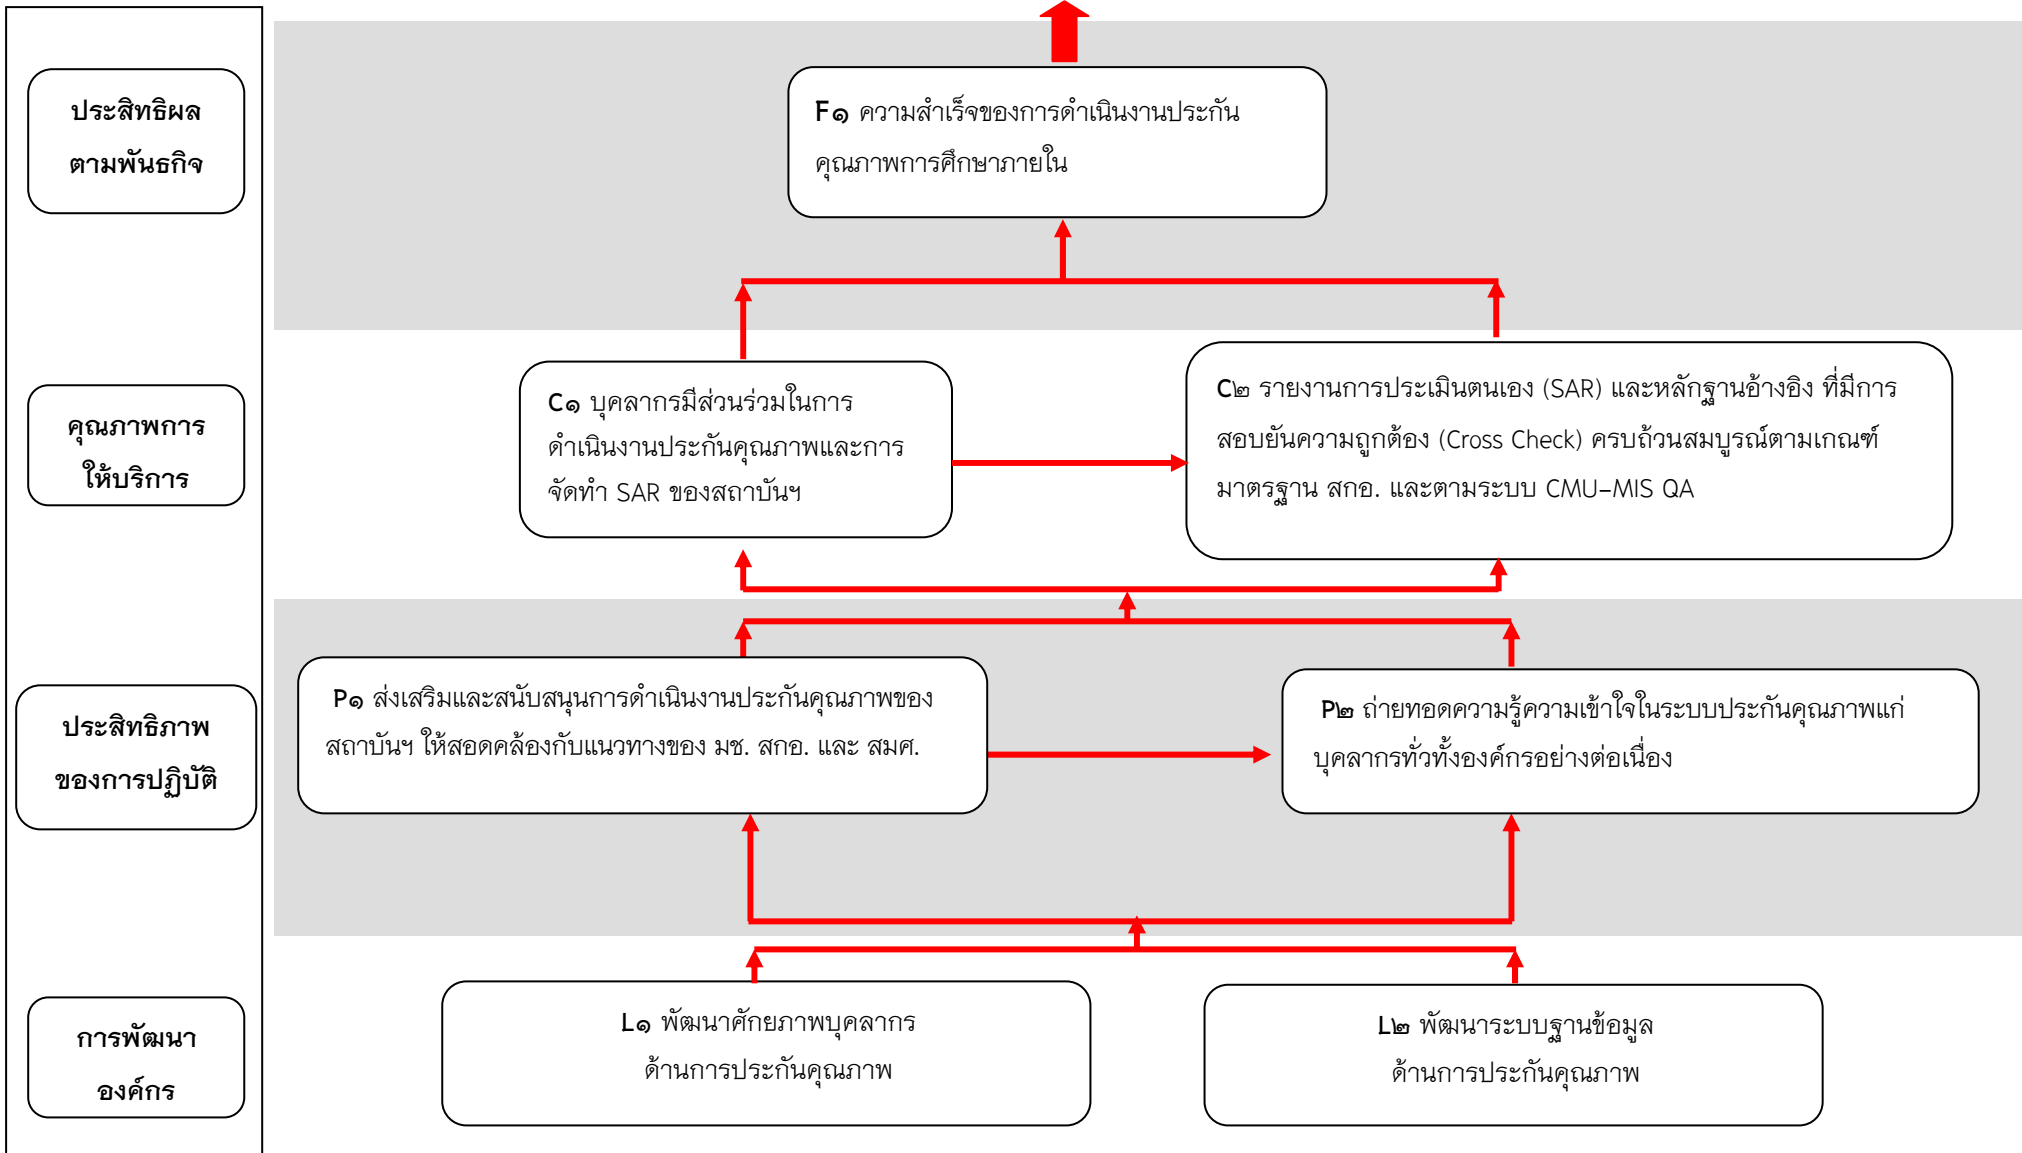 ประสิทธิผล
ตามพันธกิจ
F๑ ความสำเร็จของการดำเนินงานประกัน
คุณภาพการศึกษาภายใน
คุณภาพการ
ให้บริการ
C๑ บุคลากรมีส่วนร่วมในการ
ดำเนินงานประกันคุณภาพและการ
จัดทำ SAR ของสถาบันฯ
C๒ รายงานการประเมินตนเอง (SAR) และหลักฐานอ้างอิง ที่มีการ
สอบยันความถูกต้อง (Cross Check) ครบถ้วนสมบูรณ์ตามเกณฑ์
มาตรฐาน สกอ. และตามระบบ CMU-MIS QA
ประสิทธิภาพ
ของการปฏิบัติ
P๑ ส่งเสริมและสนับสนุนการดำเนินงานประกันคุณภาพของ
สถาบันฯ ให้สอดคล้องกับแนวทางของ มช. สกอ. และ สมศ.
P๒ ถ่ายทอดความรู้ความเข้าใจในระบบประกันคุณภาพแก่
บุคลากรทั่วทั้งองค์กรอย่างต่อเนื่อง
การพัฒนา
องค์กร
L๑ พัฒนาศักยภาพบุคลากร
ด้านการประกันคุณภาพ
L๒ พัฒนาระบบฐานข้อมูล
ด้านการประกันคุณภาพ